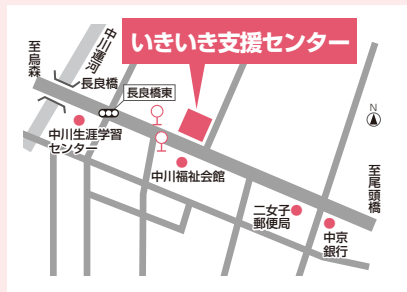 いきいき支援センター
中川運河
至烏森
長良橋
長良橋東
N
中川生涯学習
センター
中川福祉会館
至尾頭橋
二女子
郵便局
中京
銀行